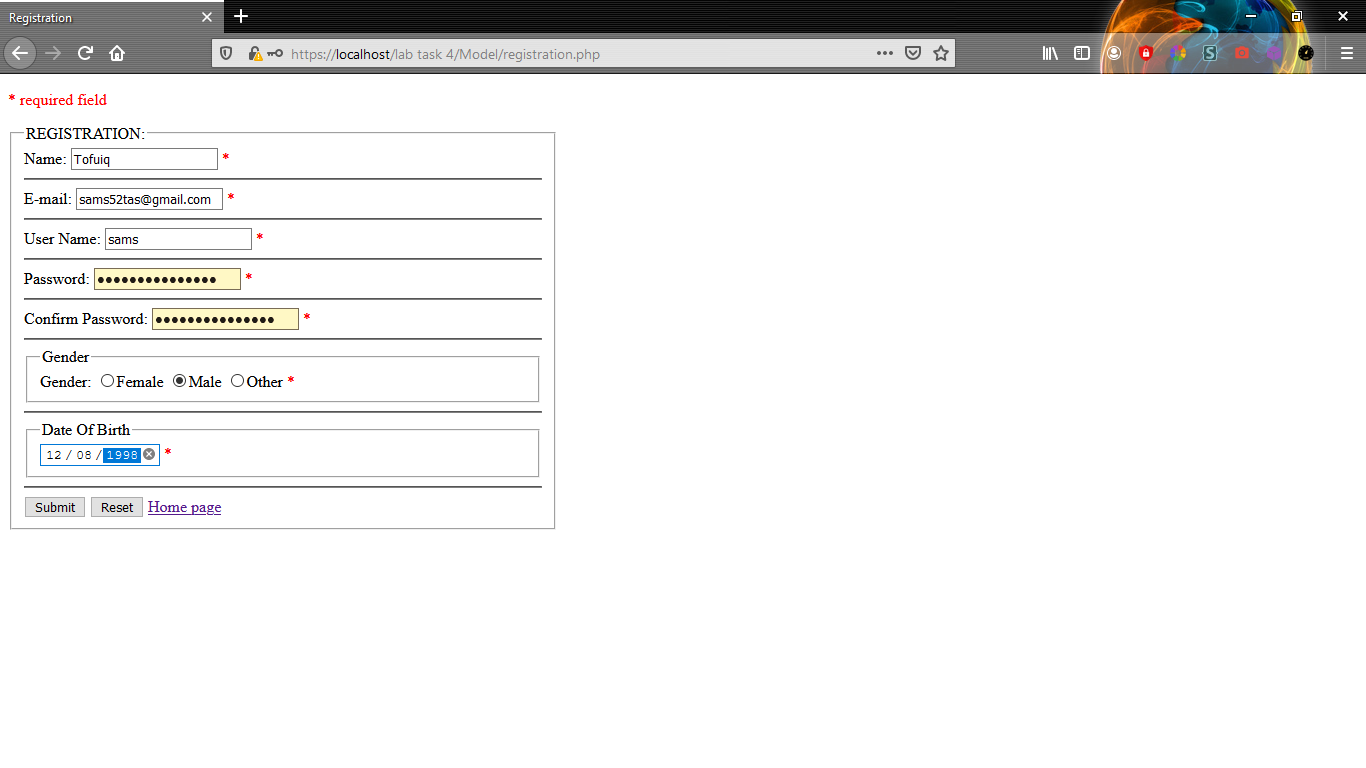 Registration
https://localhost/lab task 4/Model/registration.php
* required field
REGISTRATION:
Name: Tofuiq *
E-mail: sams52tas@gmail.com *
User Name: sams *
Password: ●●●●●●●●●●●●●●● *
Confirm Password: ●●●●●●●●●●●●●●● *
Gender
Gender: Female Male Other *
Date Of Birth
12 / 08 / 1998 *
Submit Reset Home page